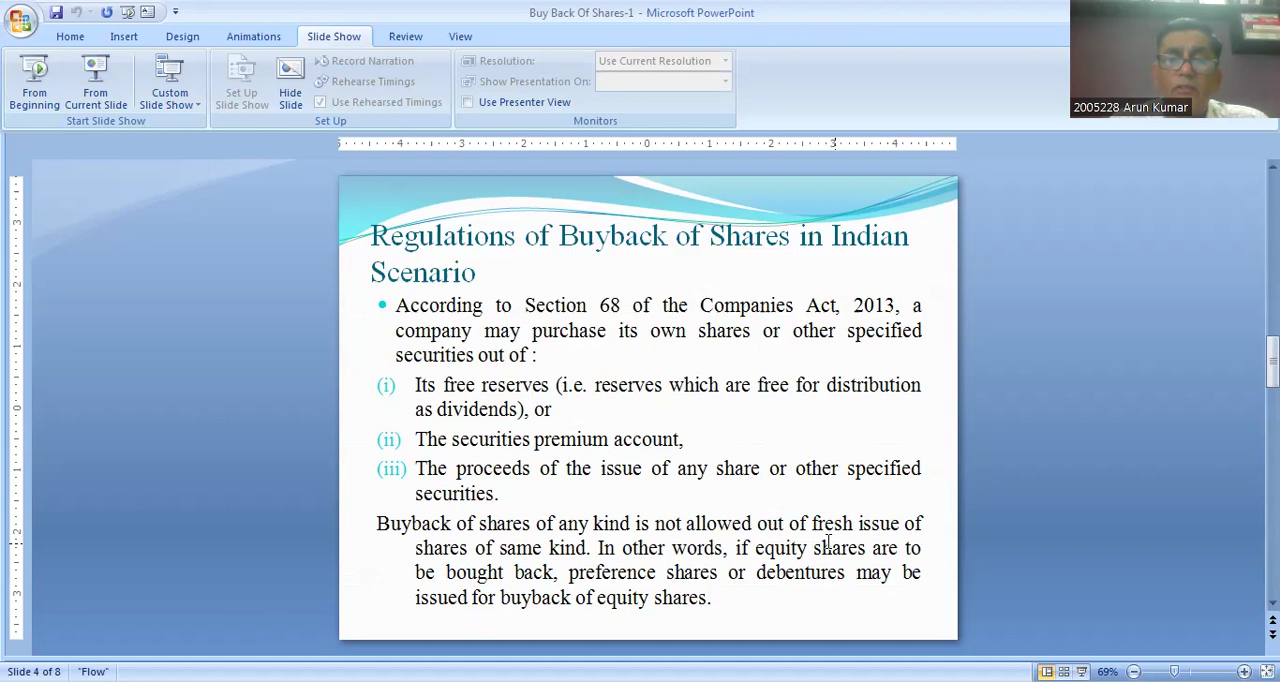 Buy Back Of Shares-1 - Microsoft PowerPoint
Home Insert Design Animations Slide Show Review View
From Beginning
From Current Slide
Custom Slide Show
Start Slide Show
Set Up Slide Show
Hide Slide
Record Narration
Rehearse Timings
Use Rehearsed Timings
Set Up
Resolution: Use Current Resolution
Show Presentation On:
Use Presenter View
Monitors
2005228 Arun Kumar
Regulations of Buyback of Shares in Indian
Scenario
According to Section 68 of the Companies Act, 2013, a
company may purchase its own shares or other specified
securities out of :
(i) Its free reserves (i.e. reserves which are free for distribution
as dividends), or
(ii) The securities premium account,
(iii) The proceeds of the issue of any share or other specified
securities.
Buyback of shares of any kind is not allowed out of fresh issue of
shares of same kind. In other words, if equity shares are to
be bought back, preference shares or debentures may be
issued for buyback of equity shares.
Slide 4 of 8 "Flow" 69%